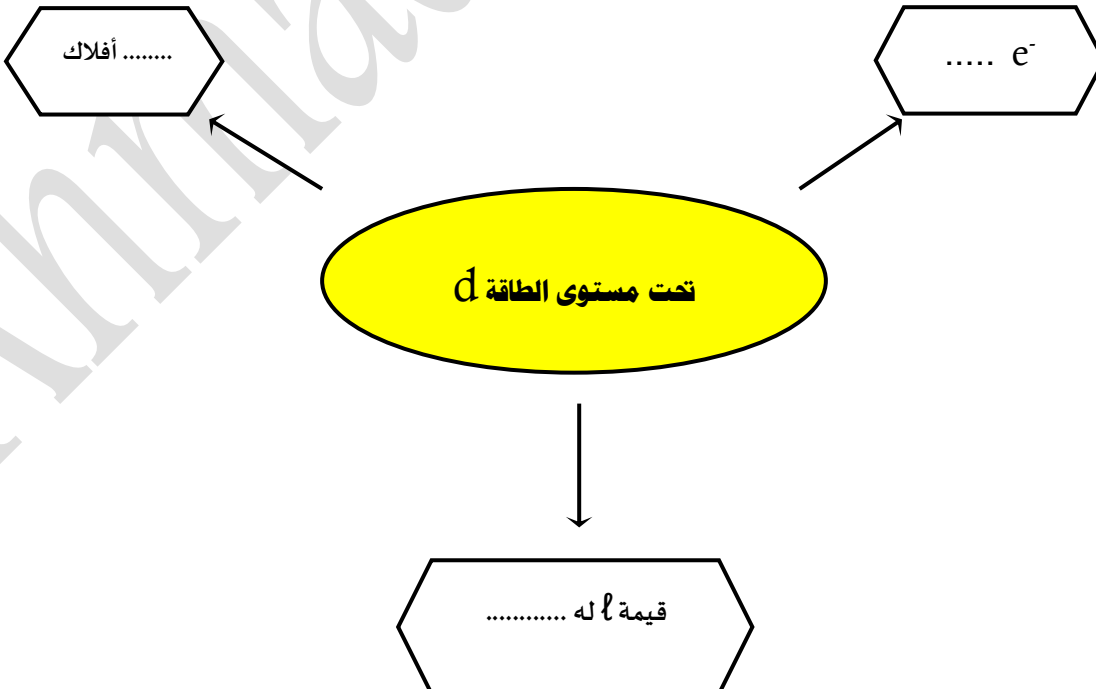 ........ أفلاك
..... e⁻
تحت مستوى الطاقة d
قيمة ℓ له ............